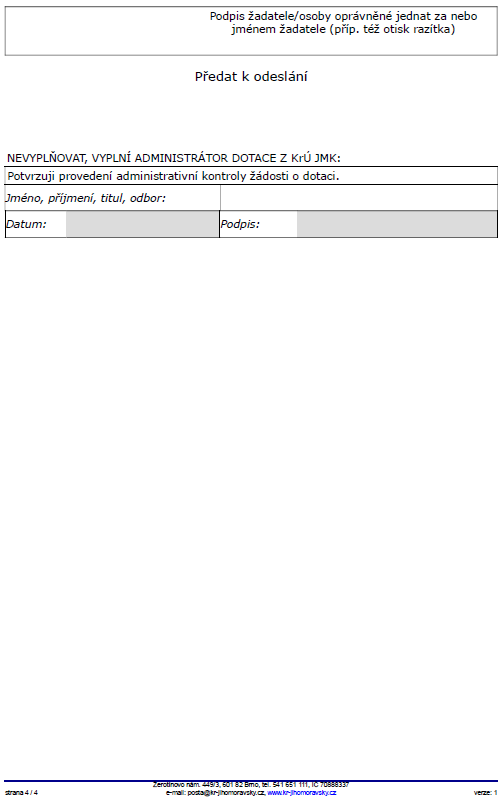 Podpis žadatele/osoby oprávněné jednat za nebo
jménem žadatele (příp. též otisk razítka)
Předat k odeslání
NEVYPLŇOVAT, VYPLNÍ ADMINISTRÁTOR DOTACE Z KrÚ JMK:
Potvrzuji provedení administrativní kontroly žádosti o dotaci.
Jméno, příjmení, titul, odbor:
Datum: Podpis:
Žerotínovo nám. 449/3, 601 82 Brno, tel. 541 651 111, IČ 70888337
strana 4 / 4 e-mail: posta@kr-jihomoravsky.cz, www.kr-jihomoravsky.cz verze: 1